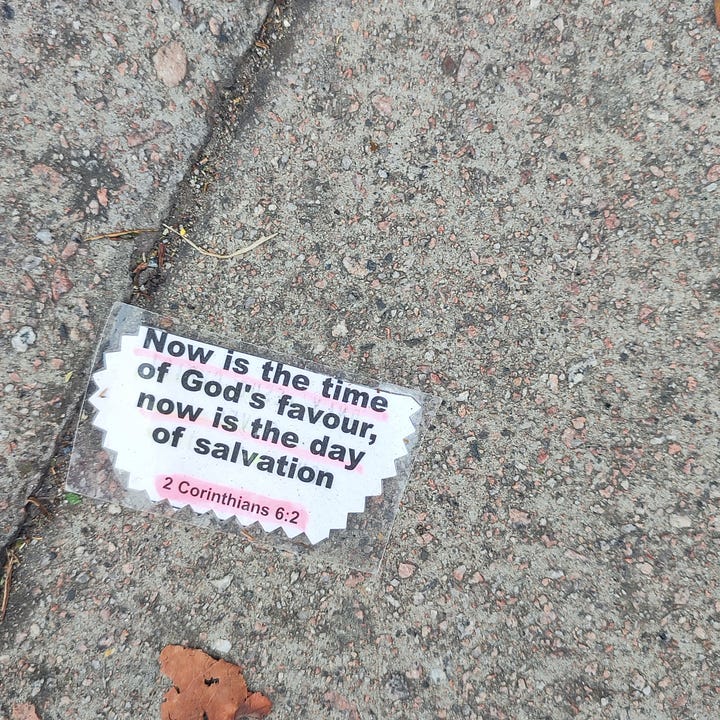 Now is the time
of God's favour,
now is the day
of salvation
2 Corinthians 6:2